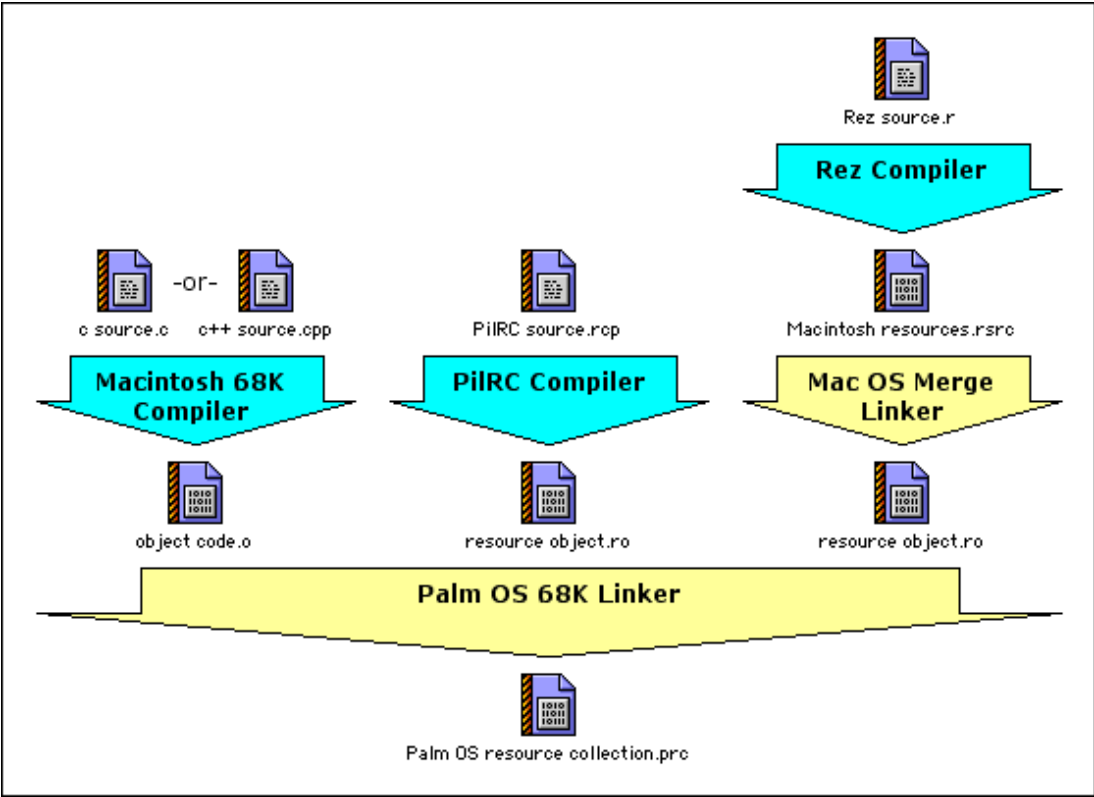 Rez source.r
Rez Compiler
c source.c
-or-
c++ source.cpp
PilRC source.rcp
Macintosh resources.rsrc
Macintosh 68K
Compiler
PilRC Compiler
Mac OS Merge
Linker
object code.o
resource object.ro
resource object.ro
Palm OS 68K Linker
Palm OS resource collection.prc